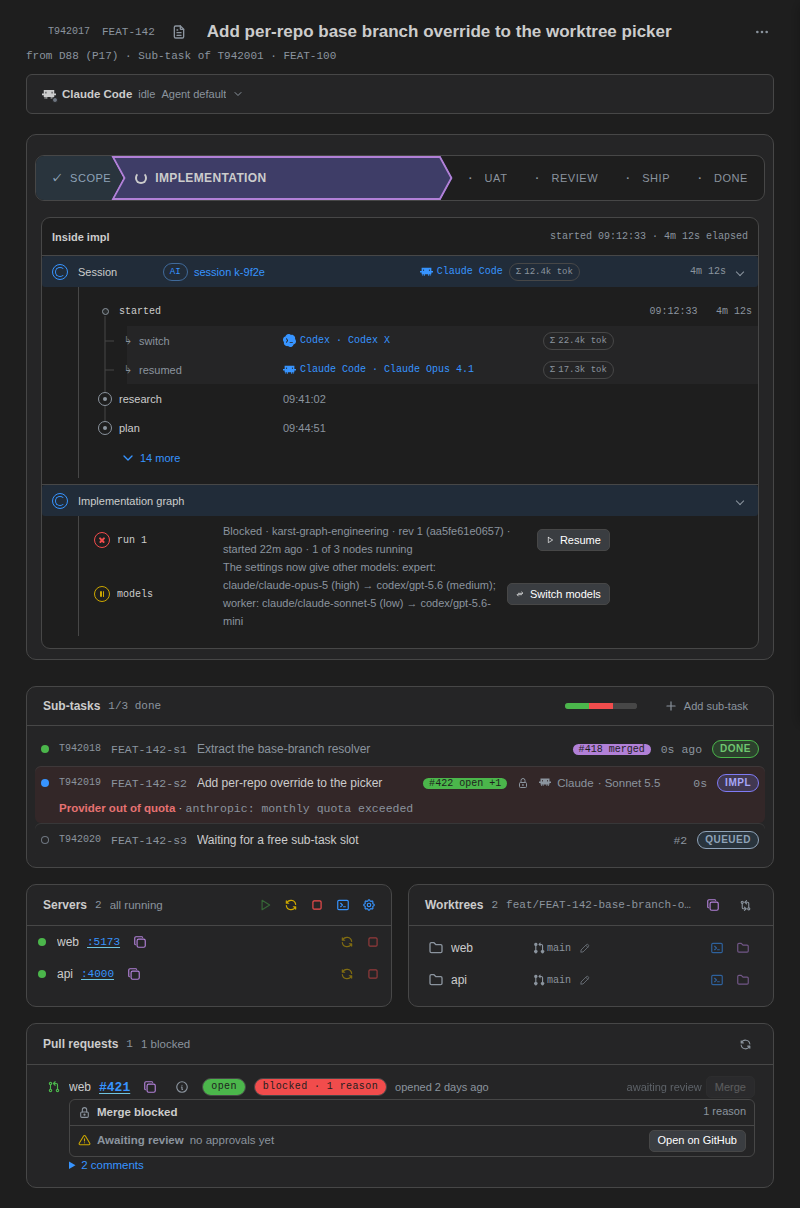 T942017 FEAT-142 Add per-repo base branch override to the worktree picker
from D88 (P17) · Sub-task of T942001 · FEAT-100
Claude Code idle Agent default
SCOPE IMPLEMENTATION · UAT · REVIEW · SHIP · DONE
Inside impl started 09:12:33 · 4m 12s elapsed
Session AI session k-9f2e Claude Code Σ 12.4k tok 4m 12s
started 09:12:33 4m 12s
↳ switch Codex · Codex X Σ 22.4k tok
↳ resumed Claude Code · Claude Opus 4.1 Σ 17.3k tok
research 09:41:02
plan 09:44:51
14 more
Implementation graph
run 1 Blocked · karst-graph-engineering · rev 1 (aa5fe61e0657) · Resume
started 22m ago · 1 of 3 nodes running
The settings now give other models: expert:
models claude/claude-opus-5 (high) → codex/gpt-5.6 (medium); Switch models
worker: claude/claude-sonnet-5 (low) → codex/gpt-5.6-
mini
Sub-tasks 1/3 done Add sub-task
T942018 FEAT-142-s1 Extract the base-branch resolver #418 merged 0s ago DONE
T942019 FEAT-142-s2 Add per-repo override to the picker #422 open +1 Claude · Sonnet 5.5 0s IMPL
Provider out of quota · anthropic: monthly quota exceeded
T942020 FEAT-142-s3 Waiting for a free sub-task slot #2 QUEUED
Servers 2 all running
web :5173
api :4000
Worktrees 2 feat/FEAT-142-base-branch-o…
web main
api main
Pull requests 1 1 blocked
web #421 open blocked · 1 reason opened 2 days ago awaiting review Merge
Merge blocked 1 reason
Awaiting review no approvals yet Open on GitHub
2 comments